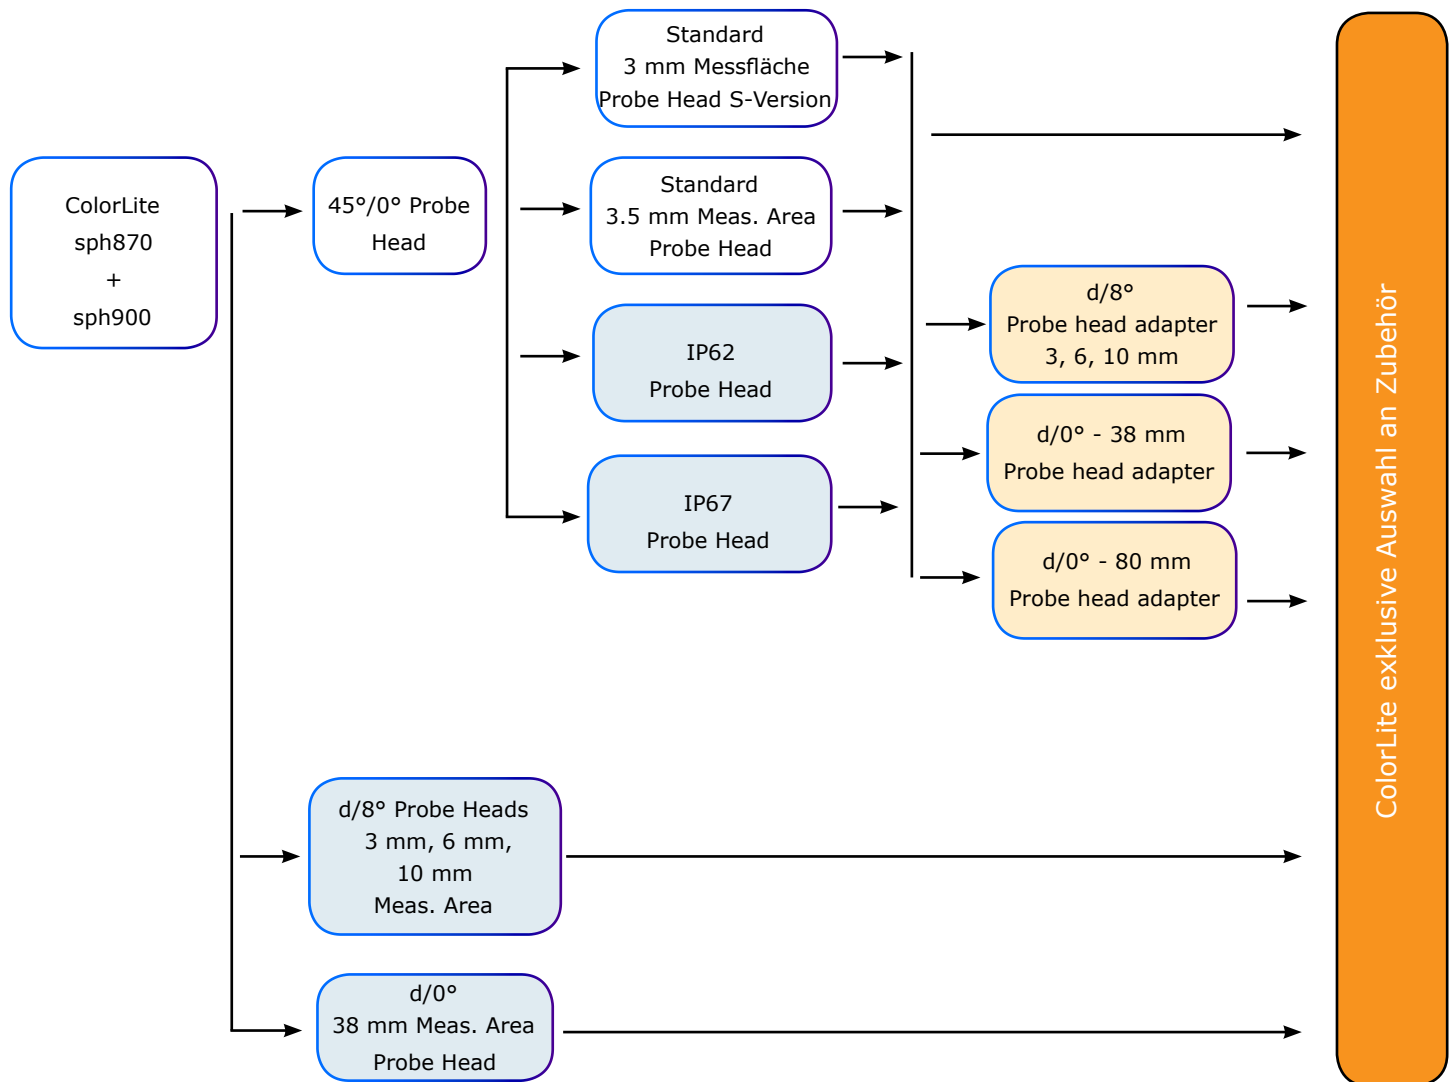 ColorLite
sph870
+
sph900
45°/0° Probe
Head
Standard
3 mm Messfläche
Probe Head S-Version
Standard
3.5 mm Meas. Area
Probe Head
IP62
Probe Head
IP67
Probe Head
d/8°
Probe head adapter
3, 6, 10 mm
d/0° - 38 mm
Probe head adapter
d/0° - 80 mm
Probe head adapter
d/8° Probe Heads
3 mm, 6 mm,
10 mm
Meas. Area
d/0°
38 mm Meas. Area
Probe Head
ColorLite exklusive Auswahl an Zubehör